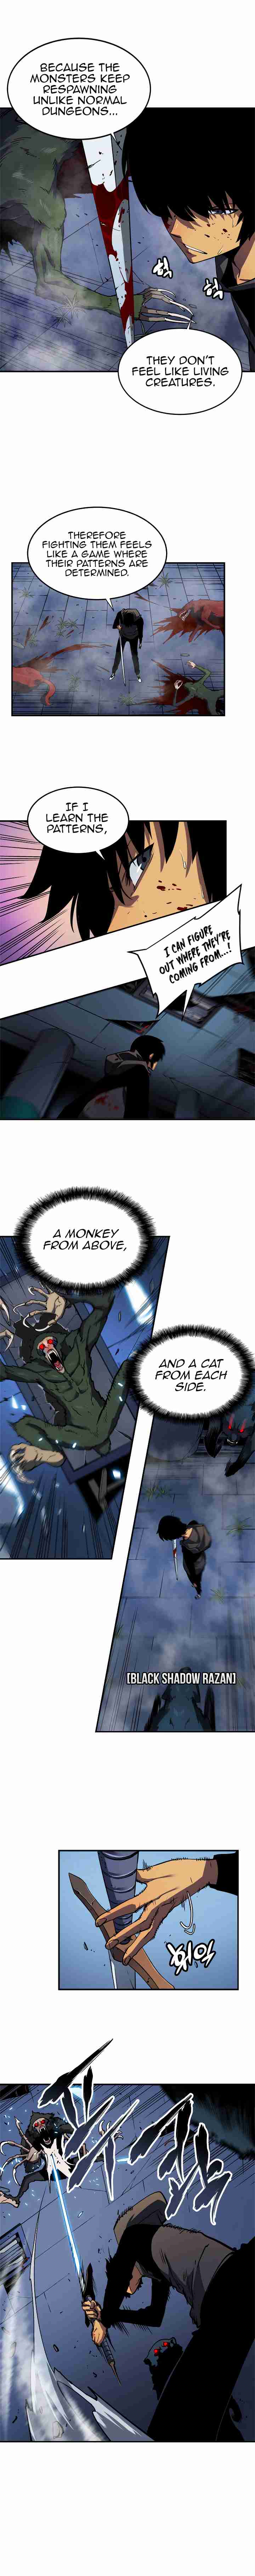 BECAUSE THE
MONSTERS KEEP
RESPAWNING
UNLIKE NORMAL
DUNGEONS...
헉
헉
THEY DON'T
FEEL LIKE LIVING
CREATURES.
THEREFORE
FIGHTING THEM FEELS
LIKE A GAME WHERE
THEIR PATTERNS ARE
DETERMINED.
IF I
LEARN THE
PATTERNS,
I CAN FIGURE
OUT WHERE THEY'RE
COMING FROM...!
A MONKEY
FROM ABOVE,
AND A CAT
FROM EACH
SIDE.
[BLACK SHADOW RAZAN]
휘익